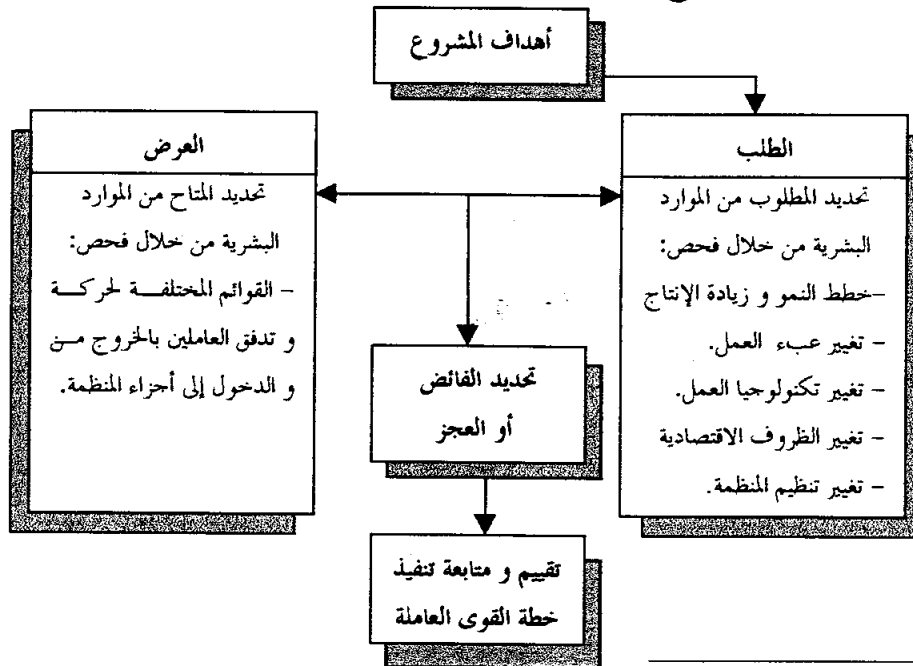 أهداف المشروع
الطلب
تحديد المطلوب من الموارد
البشرية من خلال فحص:
–خطط النمو و زيادة الإنتاج
– تغيير عبء العمل.
– تغيير تكنولوجيا العمل.
– تغيير الظروف الاقتصادية
– تغيير تنظيم المنظمة.
العرض
تحديد المتاح من الموارد
البشرية من خلال فحص:
– القوائم المختلفة لحركة
و تدفق العاملين بالخروج من
و الدخول إلى أجزاء المنظمة.
تحديد الفائض
أو العجز
تقييم و متابعة تنفيذ
خطة القوى العاملة